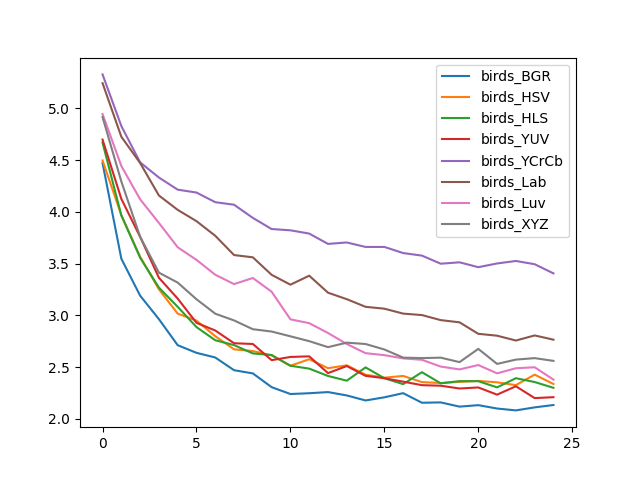 birds_BGR
birds_HSV
birds_HLS
birds_YUV
birds_YCrCb
birds_Lab
birds_Luv
birds_XYZ
5.0
4.5
4.0
3.5
3.0
2.5
2.0
0 5 10 15 20 25